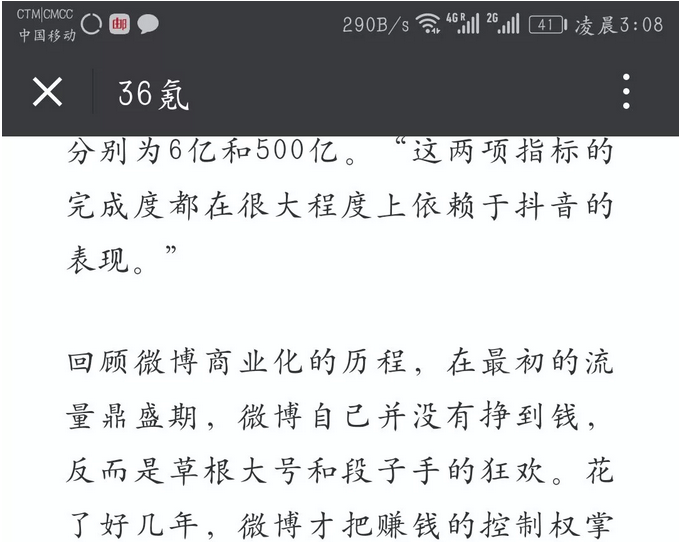 CTM|CMCC
中国移动 邮 290B/s 4G R 2G 41 凌晨3:08
36氪
分别为6亿和500亿。“这两项指标的
完成度都在很大程度上依赖于抖音的
表现。”
回顾微博商业化的历程，在最初的流
量鼎盛期，微博自己并没有挣到钱，
反而是草根大号和段子手的狂欢。花
了好几年，微博才把赚钱的控制权掌